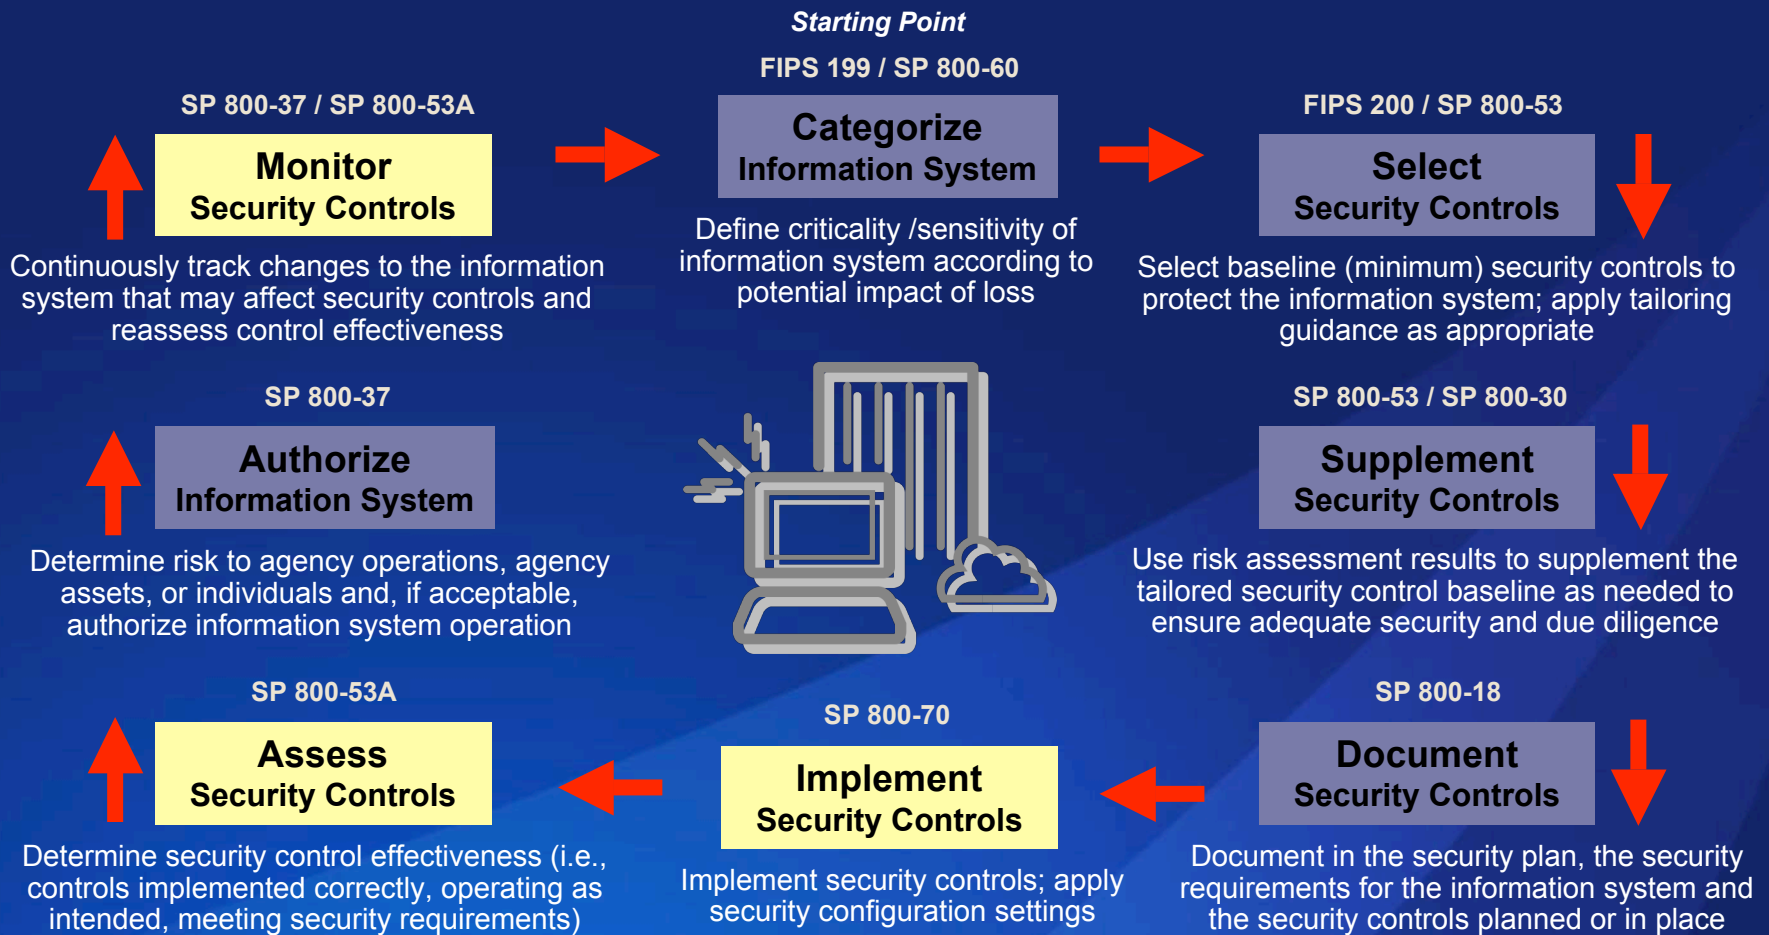 Starting Point
FIPS 199 / SP 800-60
Categorize
Information System
Define criticality /sensitivity of
information system according to
potential impact of loss
FIPS 200 / SP 800-53
Select
Security Controls
Select baseline (minimum) security controls to
protect the information system; apply tailoring
guidance as appropriate
SP 800-53 / SP 800-30
Supplement
Security Controls
Use risk assessment results to supplement the
tailored security control baseline as needed to
ensure adequate security and due diligence
SP 800-18
Document
Security Controls
Document in the security plan, the security
requirements for the information system and
the security controls planned or in place
SP 800-70
Implement
Security Controls
Implement security controls; apply
security configuration settings
SP 800-53A
Assess
Security Controls
Determine security control effectiveness (i.e.,
controls implemented correctly, operating as
intended, meeting security requirements)
SP 800-37
Authorize
Information System
Determine risk to agency operations, agency
assets, or individuals and, if acceptable,
authorize information system operation
SP 800-37 / SP 800-53A
Monitor
Security Controls
Continuously track changes to the information
system that may affect security controls and
reassess control effectiveness